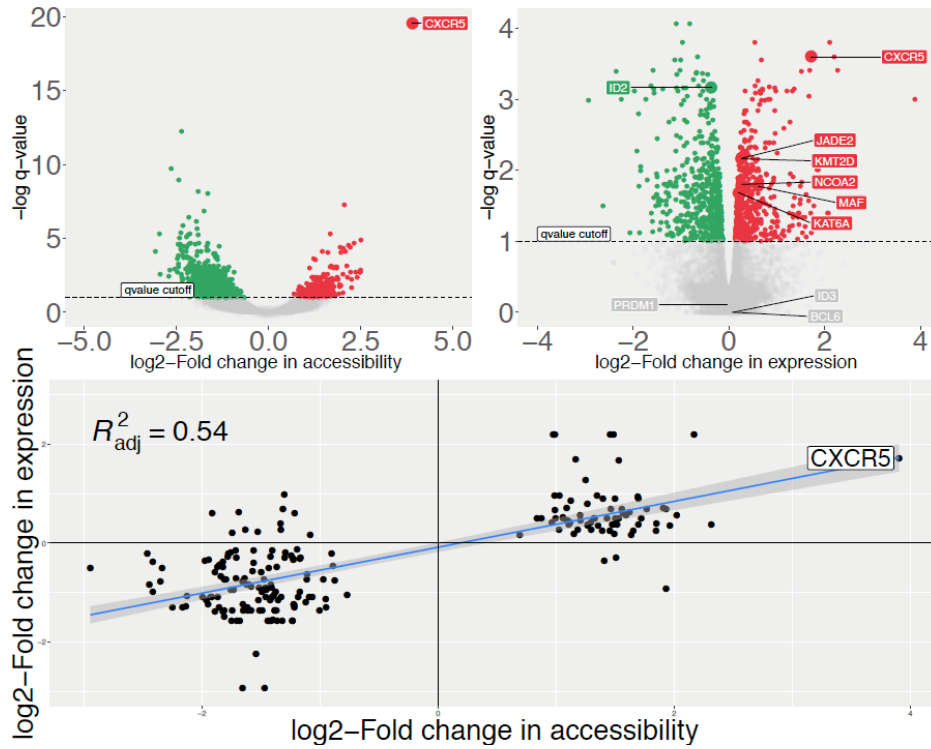 20
15
10
5
0
−log q−value
CXCR5
qvalue cutoff
−5.0
−2.5
0.0
2.5
5.0
log2−Fold change in accessibility
4
3
2
1
0
−log q−value
CXCR5
ID2
JADE2
KMT2D
NCOA2
MAF
KAT6A
qvalue cutoff
PRDM1
ID3
BCL6
−4
−2
0
2
4
log2−Fold change in expression
R²adj = 0.54
CXCR5
2
0
−2
log2−Fold change in expression
−2
0
2
4
log2−Fold change in accessibility